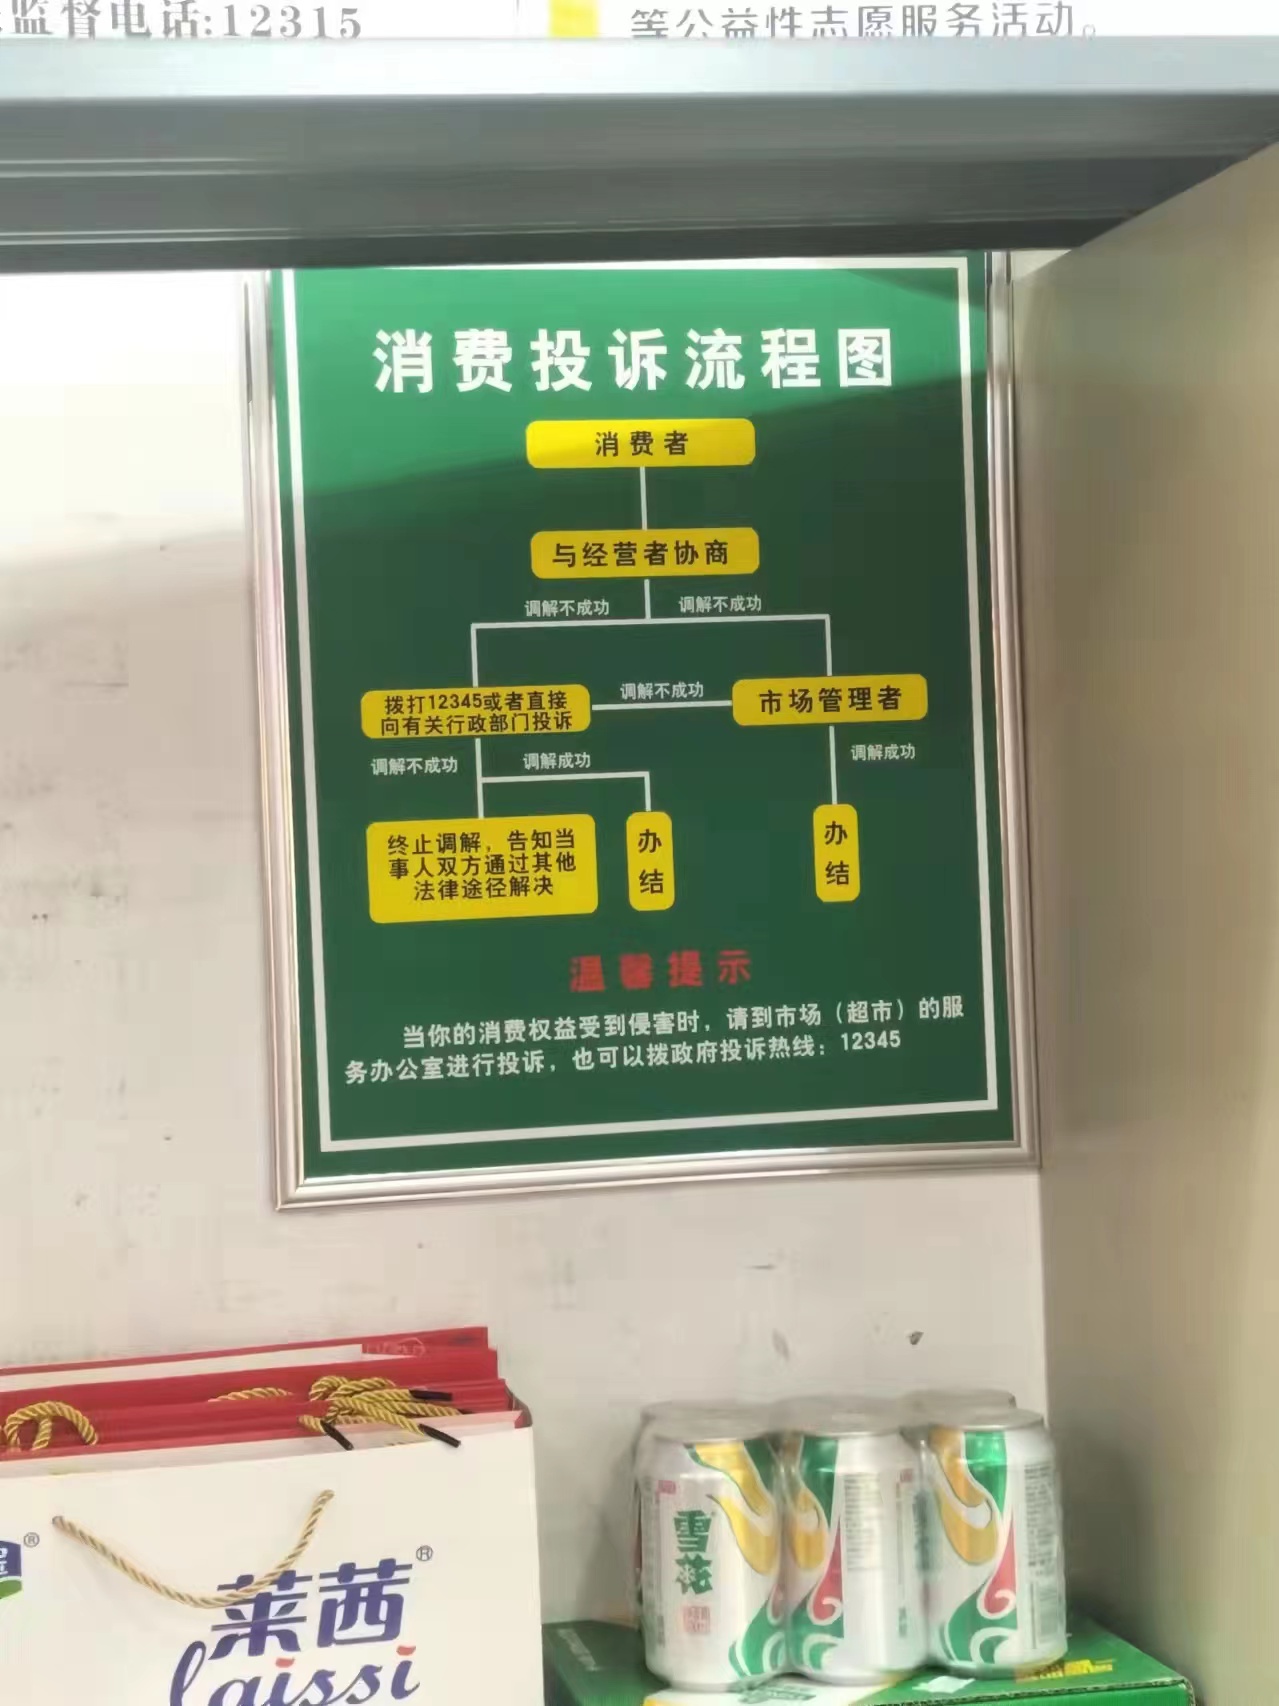 监督电话:12315
等公益性志愿服务活动。
消费投诉流程图
消费者
与经营者协商
调解不成功
调解不成功
拨打12345或者直接
向有关行政部门投诉
调解不成功
市场管理者
调解不成功
调解成功
调解成功
终止调解，告知当
事人双方通过其他
法律途径解决
办
结
办
结
温馨提示
当你的消费权益受到侵害时，请到市场（超市）的服
务办公室进行投诉，也可以拨政府投诉热线：12345
雪花
莱茜®
laissi